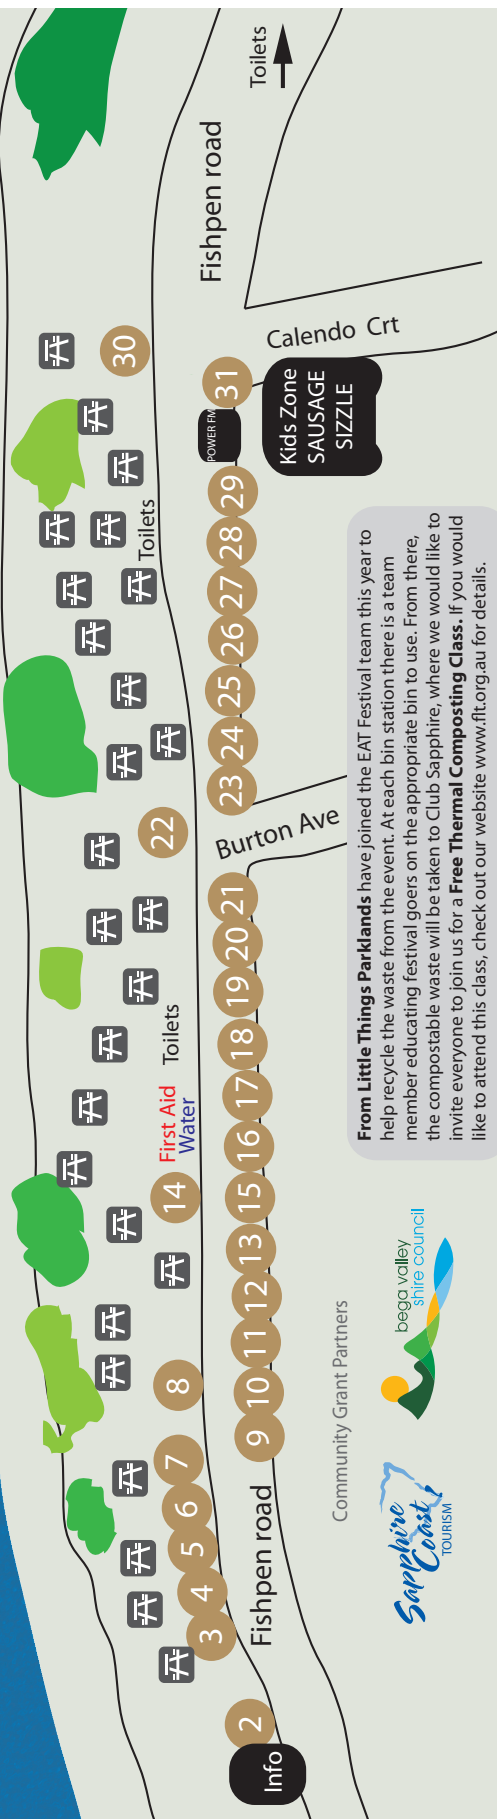 Info
2
3
4
5
6
7
8
14
22
30
First Aid
Water
Toilets
Toilets
Fishpen road
9
10
11
12
13
15
16
17
18
19
20
21
Burton Ave
23
24
25
26
27
28
29
POWER FM
31
Fishpen road
Toilets
Calendo Crt
Kids Zone
SAUSAGE
SIZZLE
Community Grant Partners
Sapphire
Coast
TOURISM
bega valley
shire council
From Little Things Parklands have joined the EAT Festival team this year to
help recycle the waste from the event. At each bin station there is a team
member educating festival goers on the appropriate bin to use. From there,
the compostable waste will be taken to Club Sapphire, where we would like to
invite everyone to join us for a Free Thermal Composting Class. If you would
like to attend this class, check out our website www.flt.org.au for details.